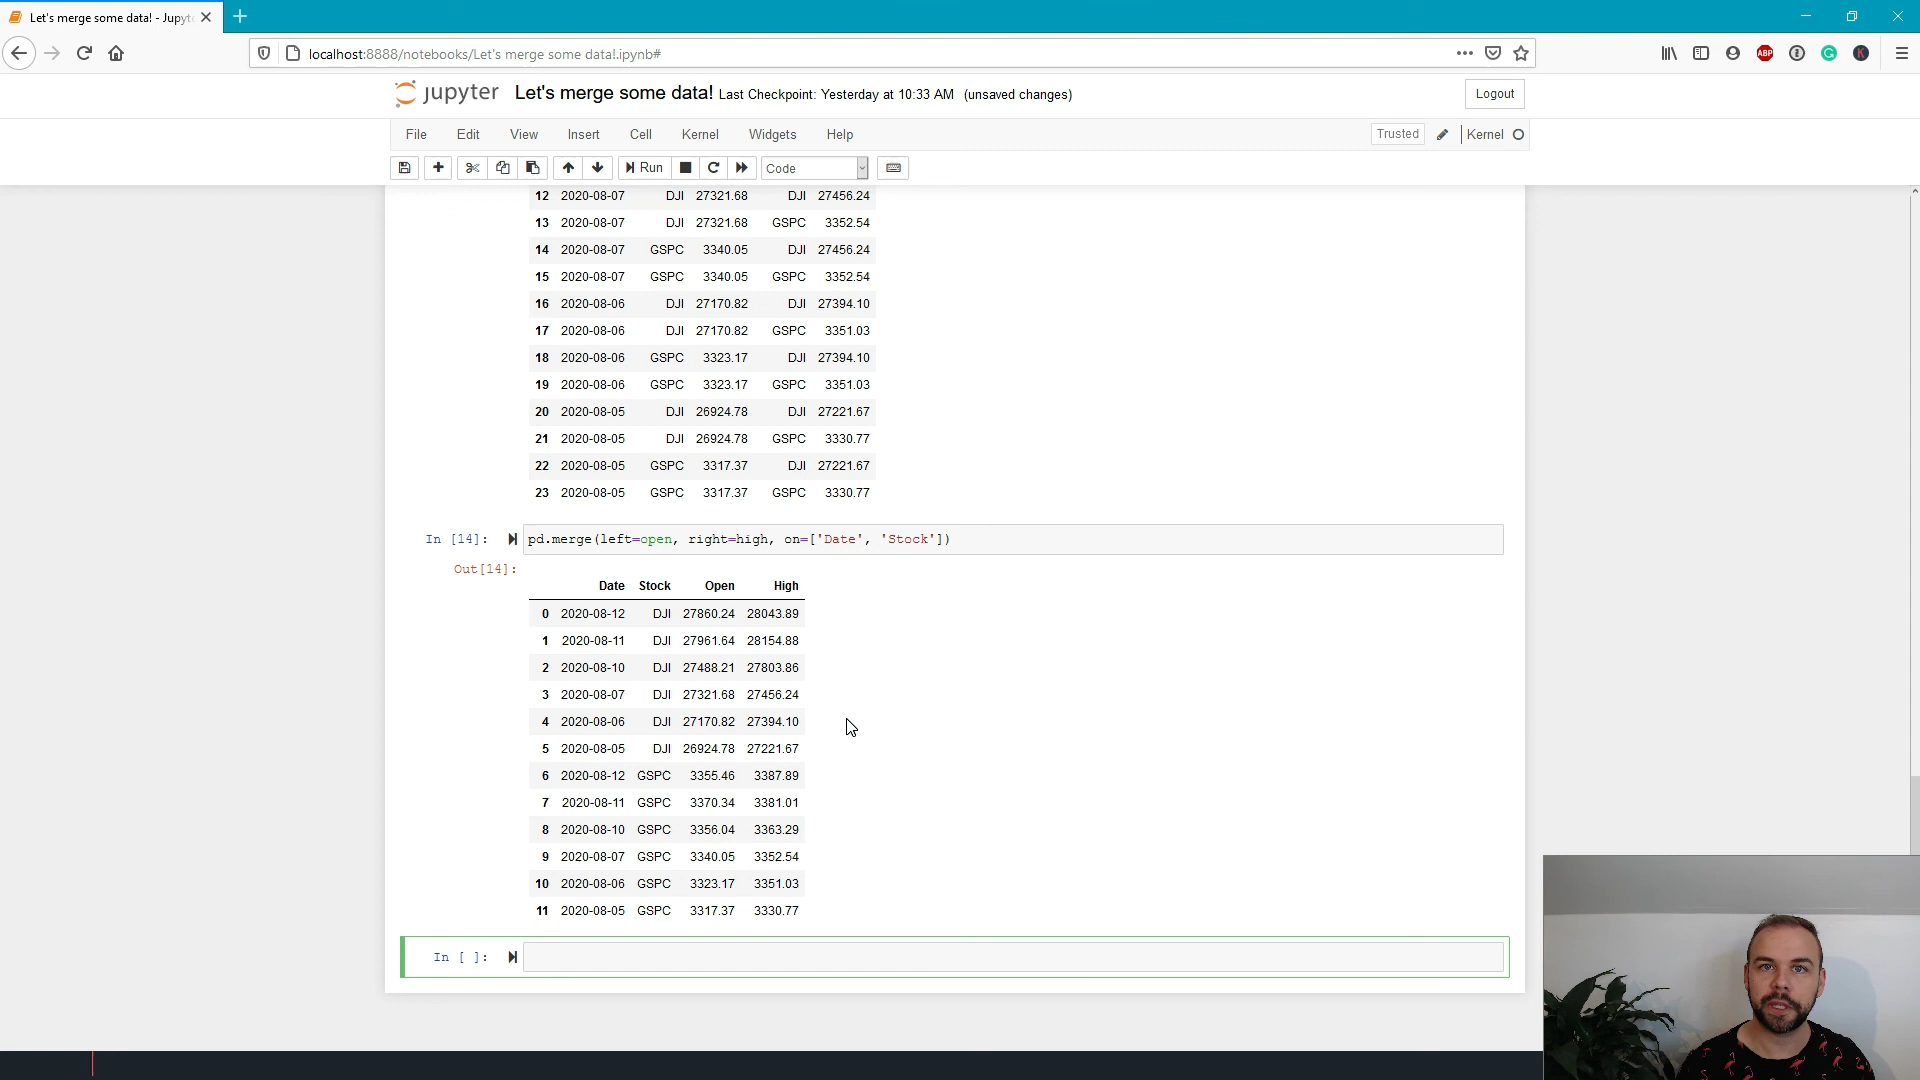 Let's merge some data! - Jupyt
localhost:8888/notebooks/Let's merge some data!.ipynb#
ABP
K
jupyter Let's merge some data! Last Checkpoint: Yesterday at 10:33 AM (unsaved changes)
Logout
File Edit View Insert Cell Kernel Widgets Help
Trusted Kernel
Run Code
12 2020-08-07 DJI 27321.68 DJI 27456.24
13 2020-08-07 DJI 27321.68 GSPC 3352.54
14 2020-08-07 GSPC 3340.05 DJI 27456.24
15 2020-08-07 GSPC 3340.05 GSPC 3352.54
16 2020-08-06 DJI 27170.82 DJI 27394.10
17 2020-08-06 DJI 27170.82 GSPC 3351.03
18 2020-08-06 GSPC 3323.17 DJI 27394.10
19 2020-08-06 GSPC 3323.17 GSPC 3351.03
20 2020-08-05 DJI 26924.78 DJI 27221.67
21 2020-08-05 DJI 26924.78 GSPC 3330.77
22 2020-08-05 GSPC 3317.37 DJI 27221.67
23 2020-08-05 GSPC 3317.37 GSPC 3330.77
In [14]: pd.merge(left=open, right=high, on=['Date', 'Stock'])
Out[14]:
Date Stock Open High
0 2020-08-12 DJI 27860.24 28043.89
1 2020-08-11 DJI 27961.64 28154.88
2 2020-08-10 DJI 27488.21 27803.86
3 2020-08-07 DJI 27321.68 27456.24
4 2020-08-06 DJI 27170.82 27394.10
5 2020-08-05 DJI 26924.78 27221.67
6 2020-08-12 GSPC 3355.46 3387.89
7 2020-08-11 GSPC 3370.34 3381.01
8 2020-08-10 GSPC 3356.04 3363.29
9 2020-08-07 GSPC 3340.05 3352.54
10 2020-08-06 GSPC 3323.17 3351.03
11 2020-08-05 GSPC 3317.37 3330.77
In [ ]: